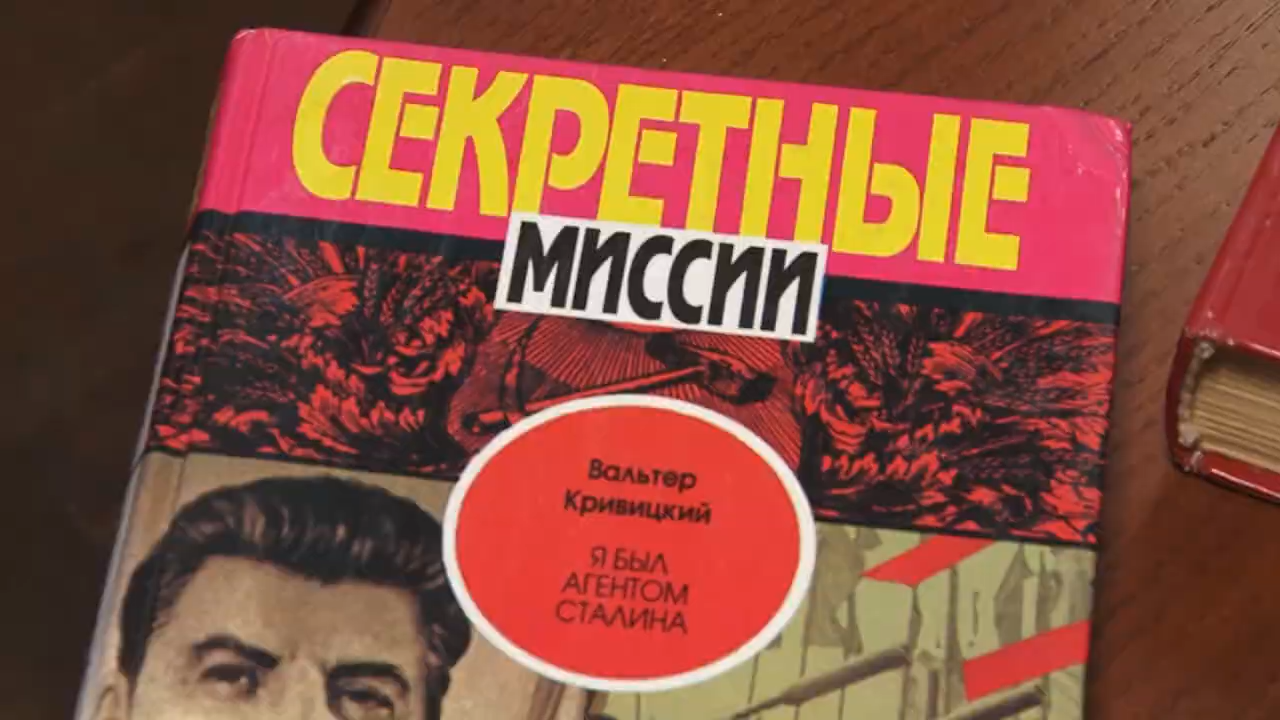 СЕКРЕТНЫЕ
МИССИИ
Вальтер
Кривицкий
Я БЫЛ
АГЕНТОМ
СТАЛИНА